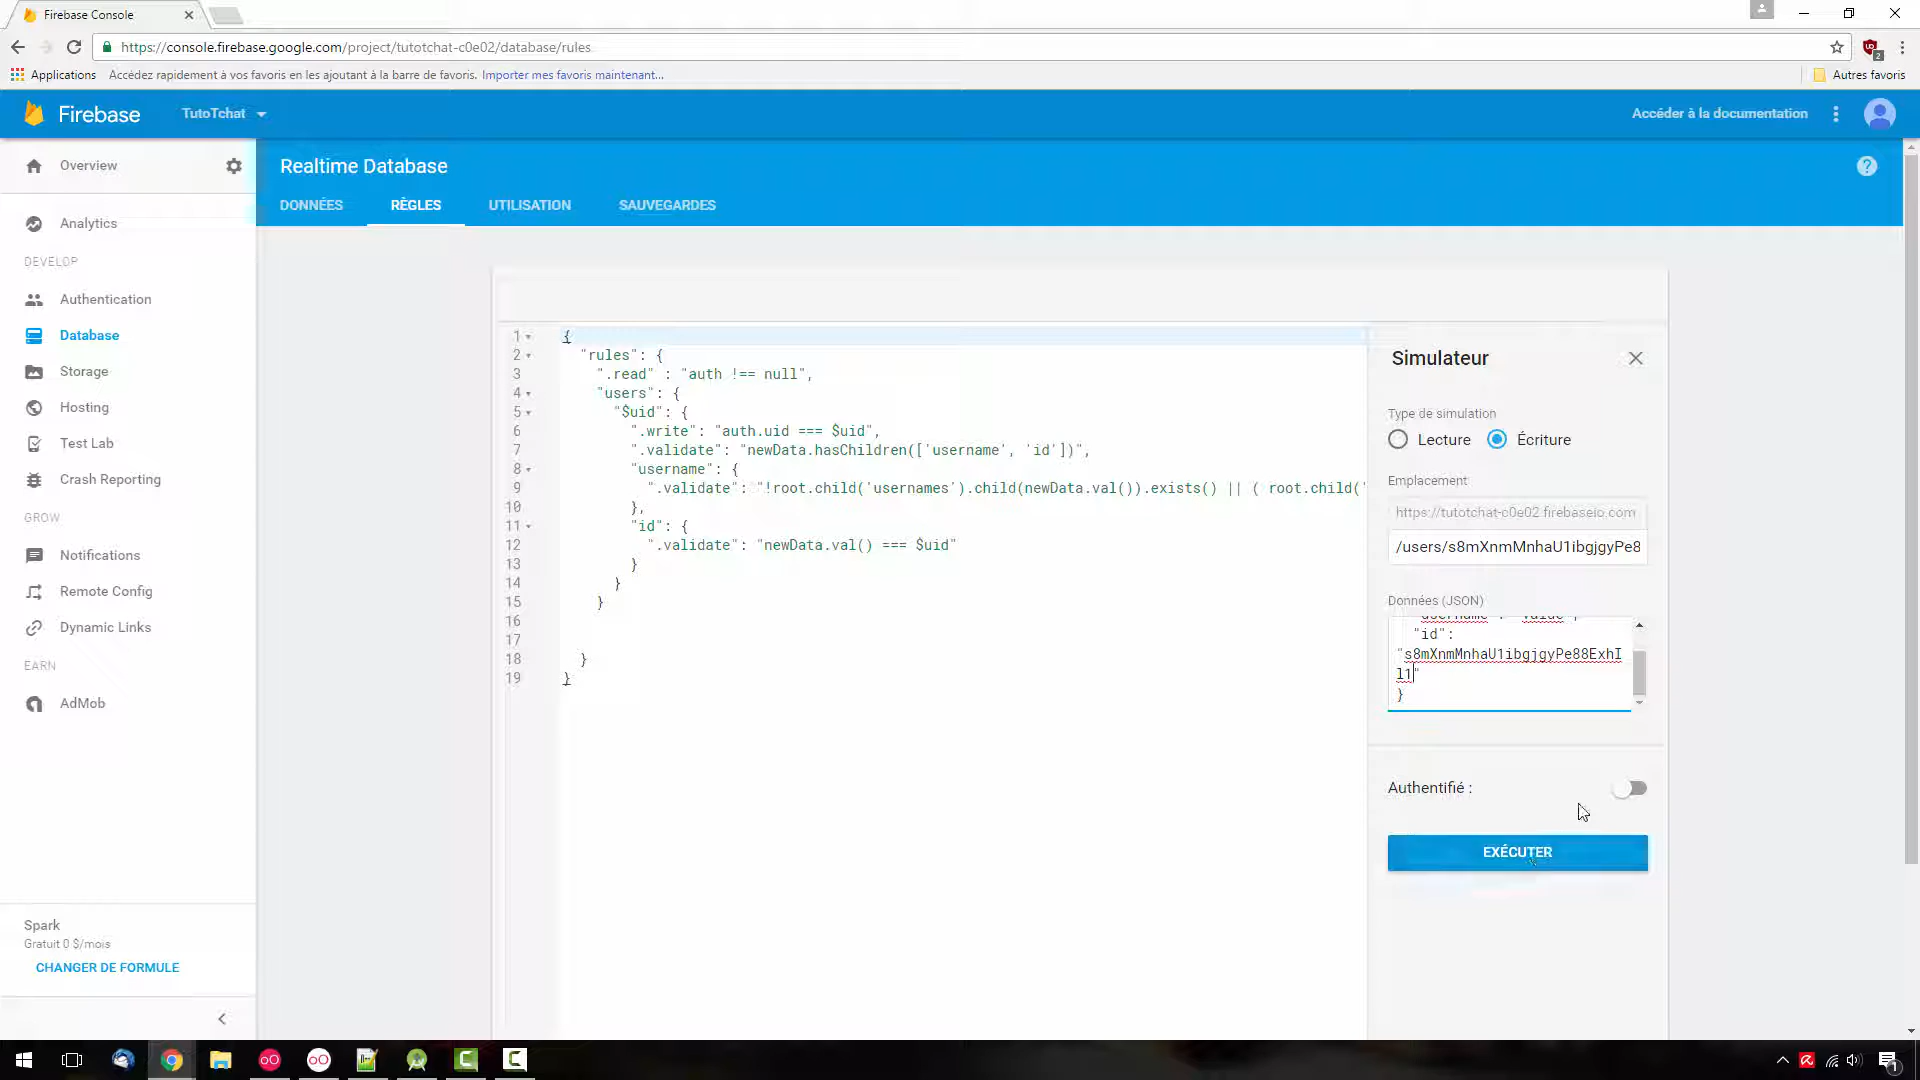 Firebase Console
https://console.firebase.google.com/project/tutotchat-c0e02/database/rules
Applications
Accédez rapidement à vos favoris en les ajoutant à la barre de favoris. Importer mes favoris maintenant...
Autres favoris
Firebase
TutoTchat
Accéder à la documentation
Overview
Realtime Database
DONNÉES
RÈGLES
UTILISATION
SAUVEGARDES
Analytics
DEVELOP
Authentication
Database
Storage
Hosting
Test Lab
Crash Reporting
GROW
Notifications
Remote Config
Dynamic Links
EARN
AdMob
Spark
Gratuit 0 $/mois
CHANGER DE FORMULE
1 {
2 "rules": {
3 ".read" : "auth !== null",
4 "users": {
5 "$uid": {
6 ".write": "auth.uid === $uid",
7 ".validate": "newData.hasChildren(['username', 'id'])",
8 "username": {
9 ".validate": "!root.child('usernames').child(newData.val()).exists() || ( root.child('
10 },
11 "id": {
12 ".validate": "newData.val() === $uid"
13 }
14 }
15 }
16
17
18 }
19 }
Simulateur
Type de simulation
Lecture
Écriture
Emplacement
https://tutotchat-c0e02.firebaseio.com
/users/s8mXnmMnhaU1ibgjgyPe8
Données (JSON)
"username": "value",
"id":
"s8mXnmMnhaU1ibgjgyPe88ExhI
l1"
}
Authentifié :
EXÉCUTER